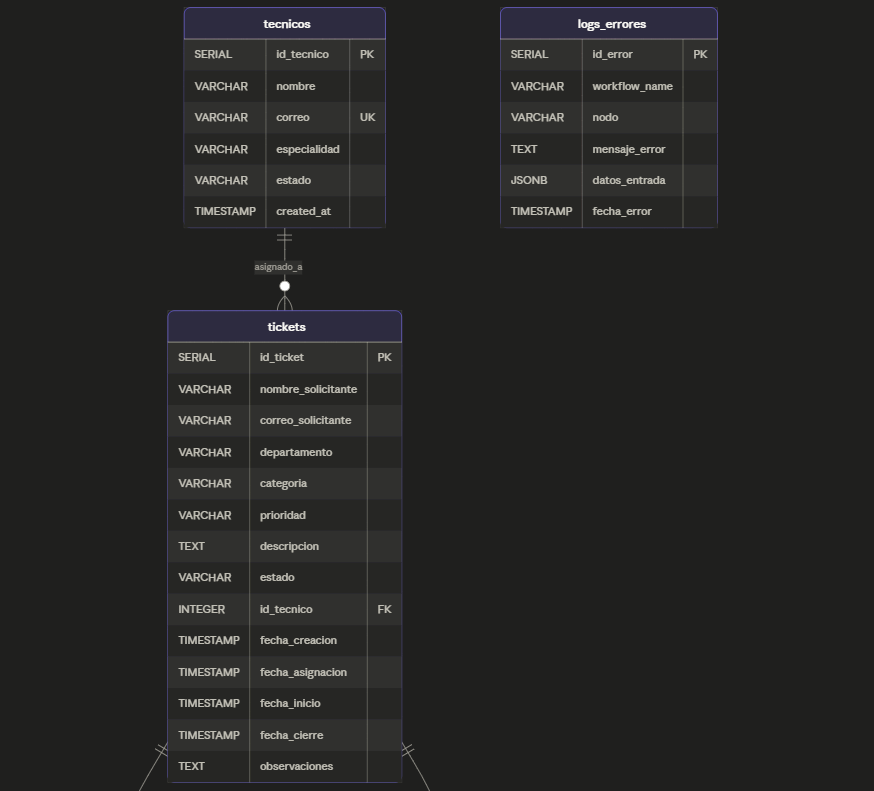 tecnicos
SERIAL id_tecnico PK
VARCHAR nombre
VARCHAR correo UK
VARCHAR especialidad
VARCHAR estado
TIMESTAMP created_at
logs_errores
SERIAL id_error PK
VARCHAR workflow_name
VARCHAR nodo
TEXT mensaje_error
JSONB datos_entrada
TIMESTAMP fecha_error
asignado_a
tickets
SERIAL id_ticket PK
VARCHAR nombre_solicitante
VARCHAR correo_solicitante
VARCHAR departamento
VARCHAR categoria
VARCHAR prioridad
TEXT descripcion
VARCHAR estado
INTEGER id_tecnico FK
TIMESTAMP fecha_creacion
TIMESTAMP fecha_asignacion
TIMESTAMP fecha_inicio
TIMESTAMP fecha_cierre
TEXT observaciones